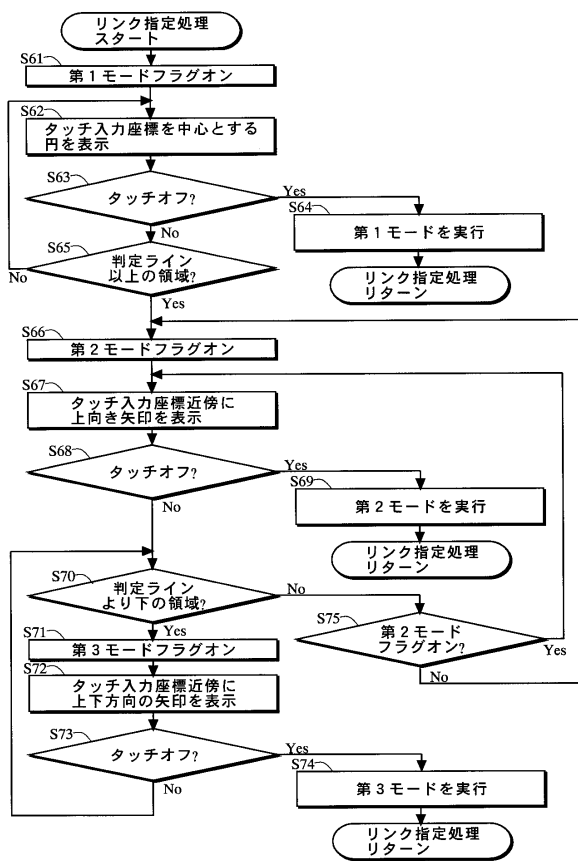 リンク指定処理
スタート
S61
第1モードフラグオン
S62
タッチ入力座標を中心とする
円を表示
S63
タッチオフ?
Yes
No
S64
第1モードを実行
リンク指定処理
リターン
S65
判定ライン
以上の領域?
No
Yes
S66
第2モードフラグオン
S67
タッチ入力座標近傍に
上向き矢印を表示
S68
タッチオフ?
Yes
No
S69
第2モードを実行
リンク指定処理
リターン
S70
判定ライン
より下の領域?
No
Yes
S75
第2モード
フラグオン?
Yes
No
S71
第3モードフラグオン
S72
タッチ入力座標近傍に
上下方向の矢印を表示
S73
タッチオフ?
Yes
No
S74
第3モードを実行
リンク指定処理
リターン